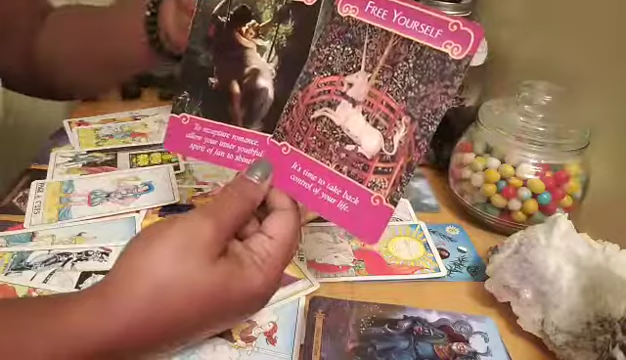 FREE YOURSELF
To recapture romance,
allow your inner youthful
spirit of fun to shine!
It's time to take back
control of your life.